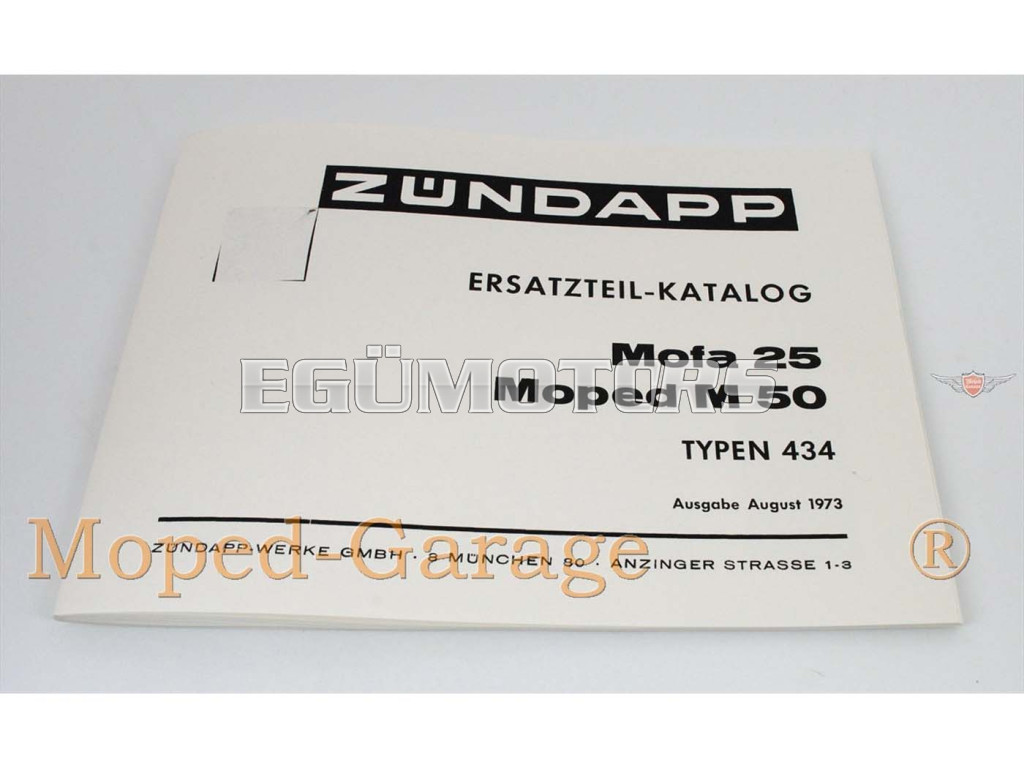 ZÜNDAPP
ERSATZTEIL-KATALOG
Mofa 25
EGÜMOTORS
Moped M 50
TYPEN 434
Ausgabe August 1973
Moped-Garage ®
ZÜNDAPP-WERKE GMBH · 8 MÜNCHEN 80 · ANZINGER STRASSE 1-3